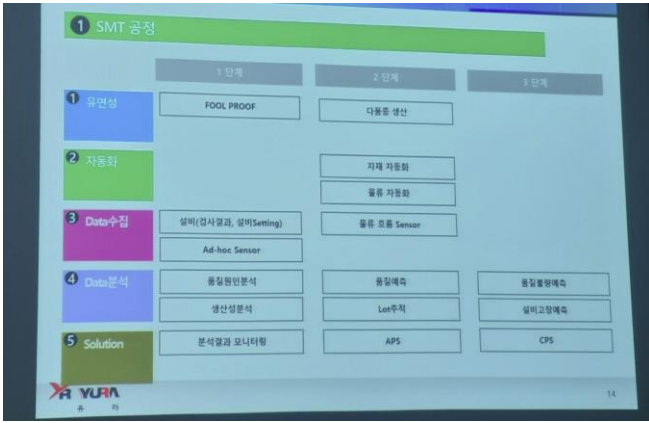 1 SMT 공정
1 단계
2 단계
3 단계
1 유연성
FOOL PROOF
다품종 생산
2 자동화
자재 자동화
물류 자동화
3 Data수집
설비(검사결과, 설비Setting)
물류 흐름 Sensor
Ad-hoc Sensor
4 Data분석
품질원인분석
품질예측
품질불량예측
생산성분석
Lot추적
설비고장예측
5 Solution
분석결과 모니터링
APS
CPS
YURA
유 라
14